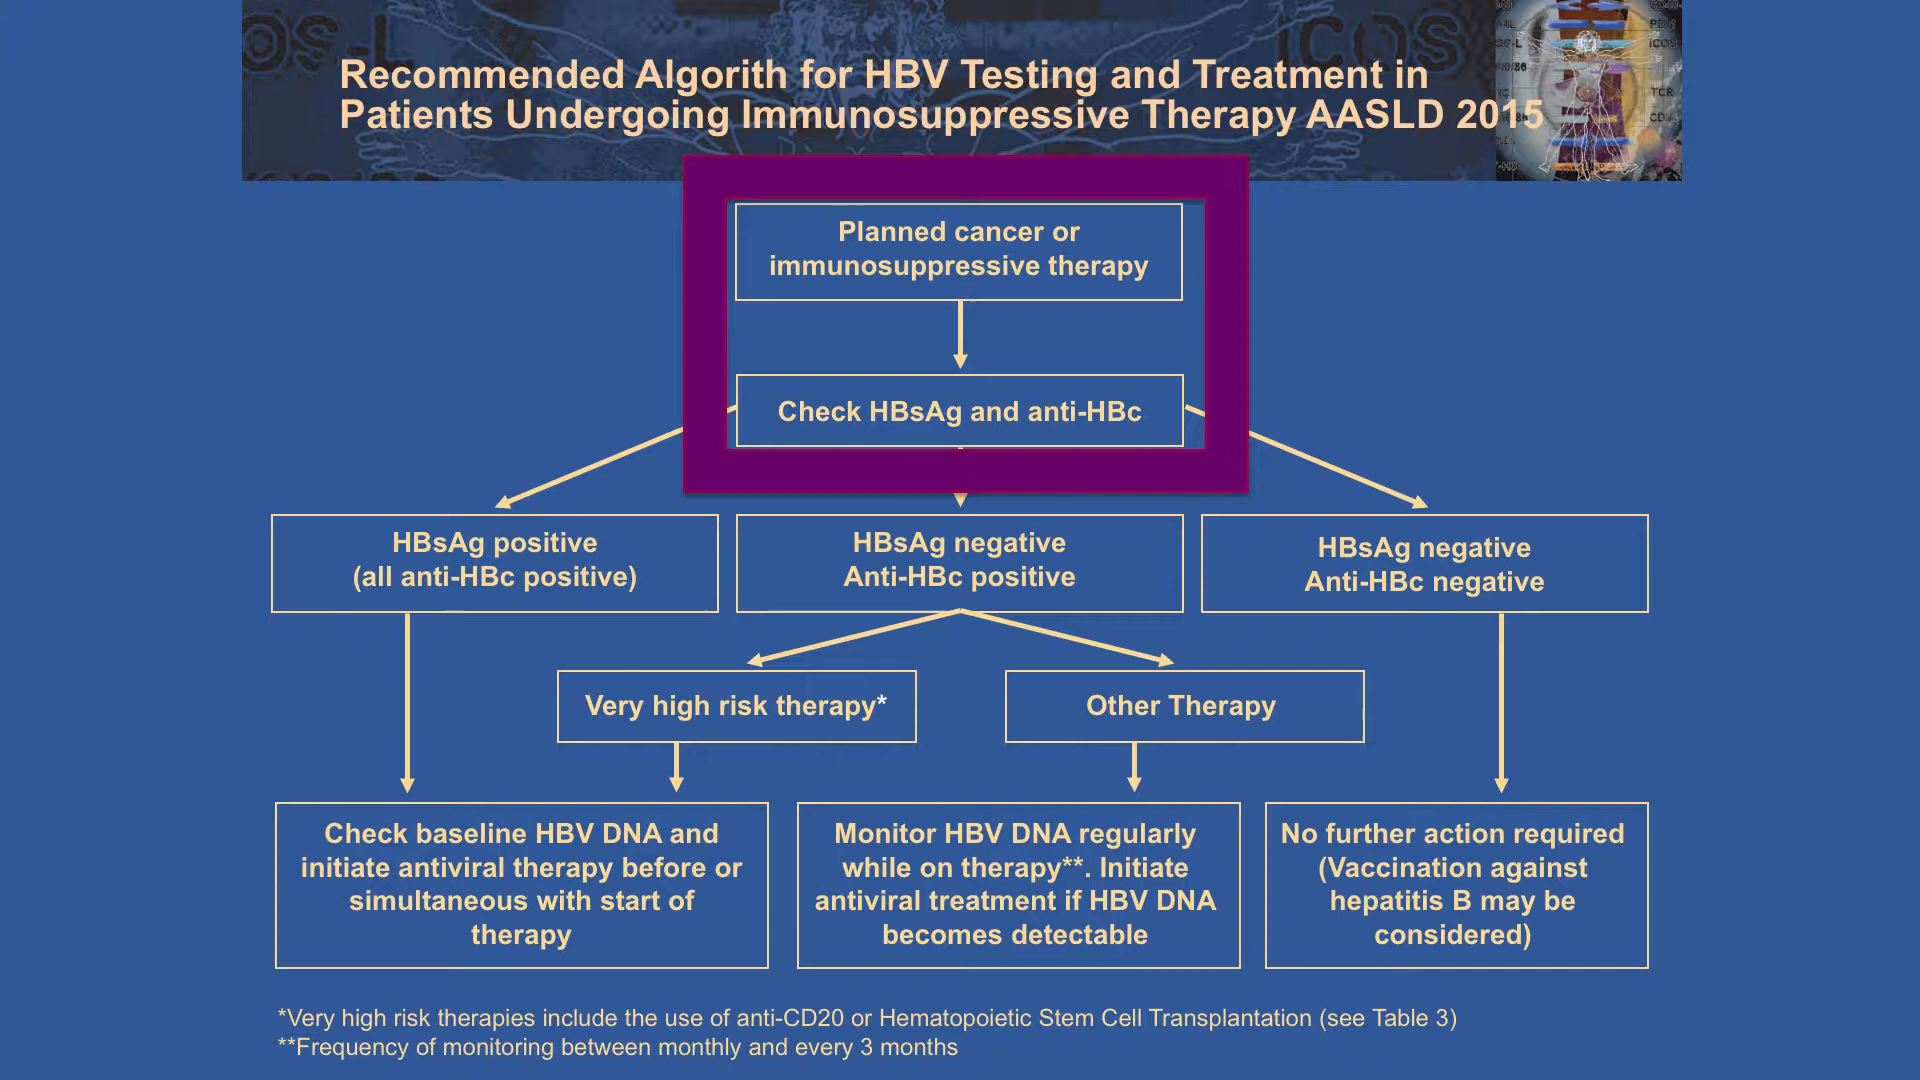 Recommended Algorith for HBV Testing and Treatment in
Patients Undergoing Immunosuppressive Therapy AASLD 2015
Planned cancer or
immunosuppressive therapy
Check HBsAg and anti-HBc
HBsAg positive
(all anti-HBc positive)
HBsAg negative
Anti-HBc positive
HBsAg negative
Anti-HBc negative
Very high risk therapy*
Other Therapy
Check baseline HBV DNA and
initiate antiviral therapy before or
simultaneous with start of
therapy
Monitor HBV DNA regularly
while on therapy**. Initiate
antiviral treatment if HBV DNA
becomes detectable
No further action required
(Vaccination against
hepatitis B may be
considered)
*Very high risk therapies include the use of anti-CD20 or Hematopoietic Stem Cell Transplantation (see Table 3)
**Frequency of monitoring between monthly and every 3 months